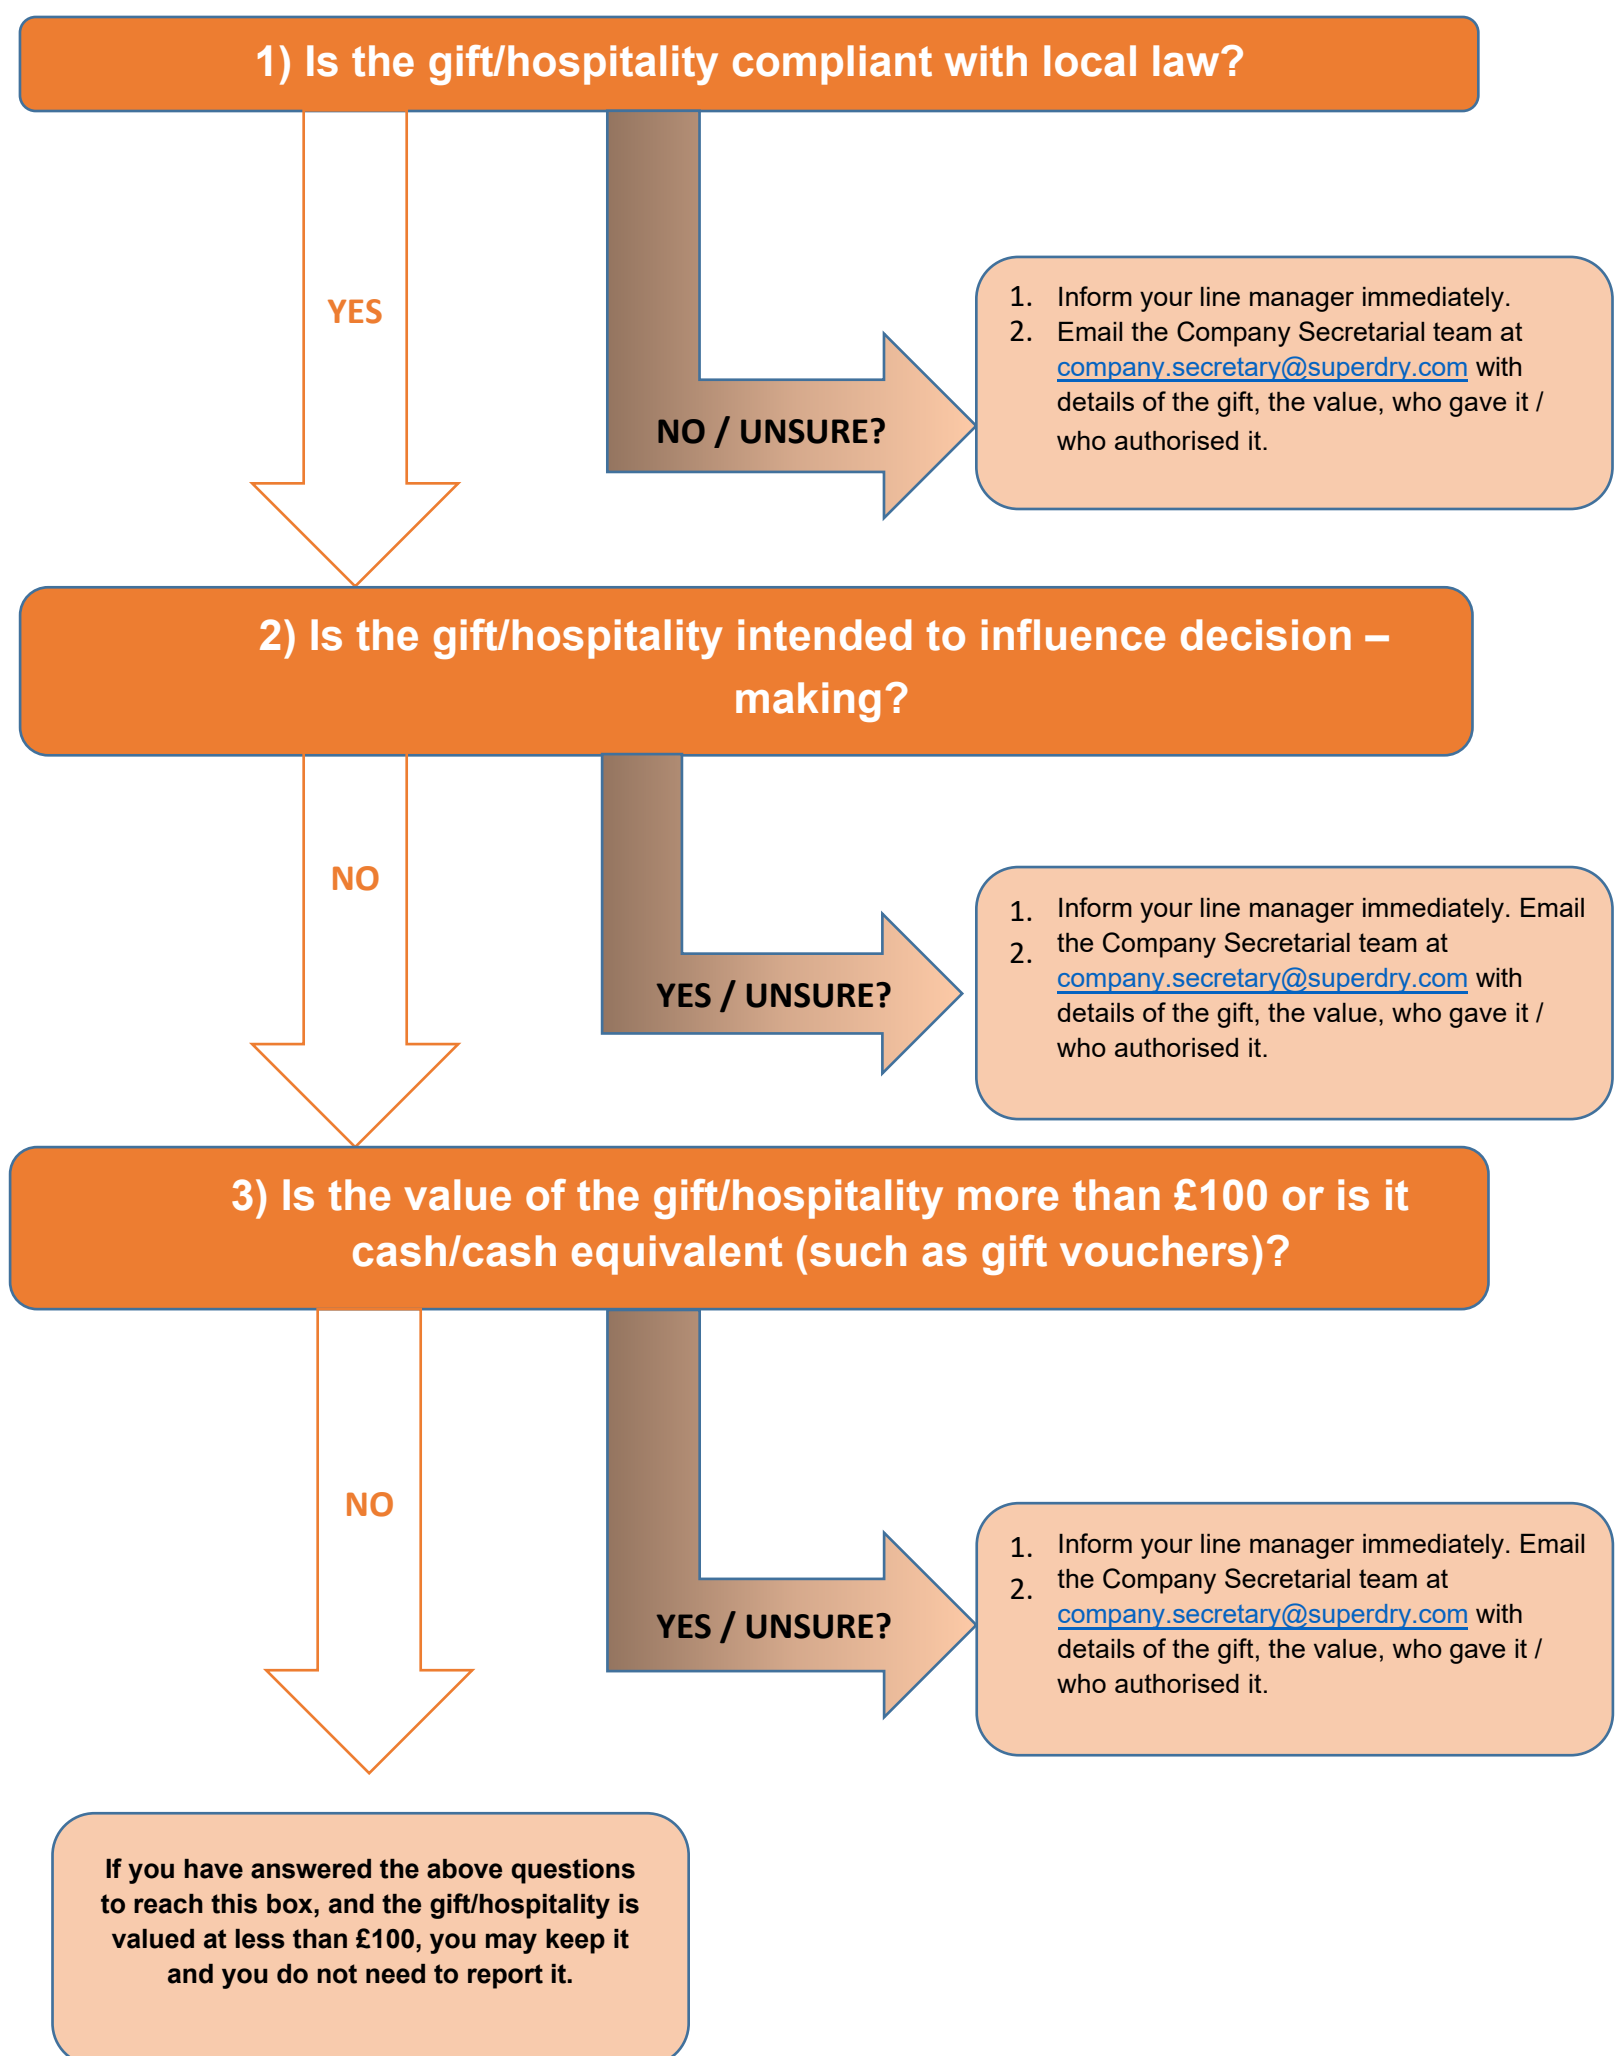 1) Is the gift/hospitality compliant with local law?
YES
NO / UNSURE?
1. Inform your line manager immediately.
2. Email the Company Secretarial team at
company.secretary@superdry.com with
details of the gift, the value, who gave it /
who authorised it.
2) Is the gift/hospitality intended to influence decision –
making?
NO
YES / UNSURE?
1. Inform your line manager immediately. Email
2. the Company Secretarial team at
company.secretary@superdry.com with
details of the gift, the value, who gave it /
who authorised it.
3) Is the value of the gift/hospitality more than £100 or is it
cash/cash equivalent (such as gift vouchers)?
NO
YES / UNSURE?
1. Inform your line manager immediately. Email
2. the Company Secretarial team at
company.secretary@superdry.com with
details of the gift, the value, who gave it /
who authorised it.
If you have answered the above questions
to reach this box, and the gift/hospitality is
valued at less than £100, you may keep it
and you do not need to report it.